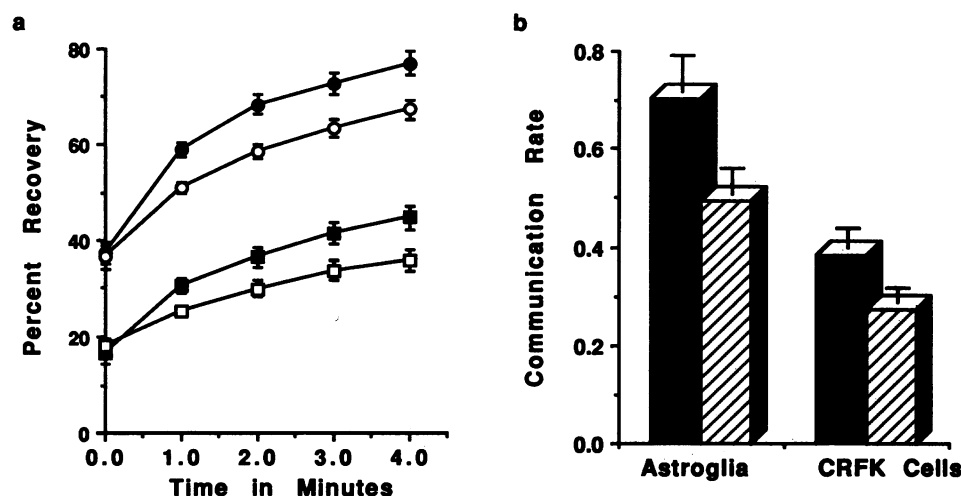 a
b
Percent Recovery
80
60
40
20
0
0.0 1.0 2.0 3.0 4.0
Time in Minutes
Communication Rate
0.8
0.6
0.4
0.2
0.0
Astroglia CRFK Cells